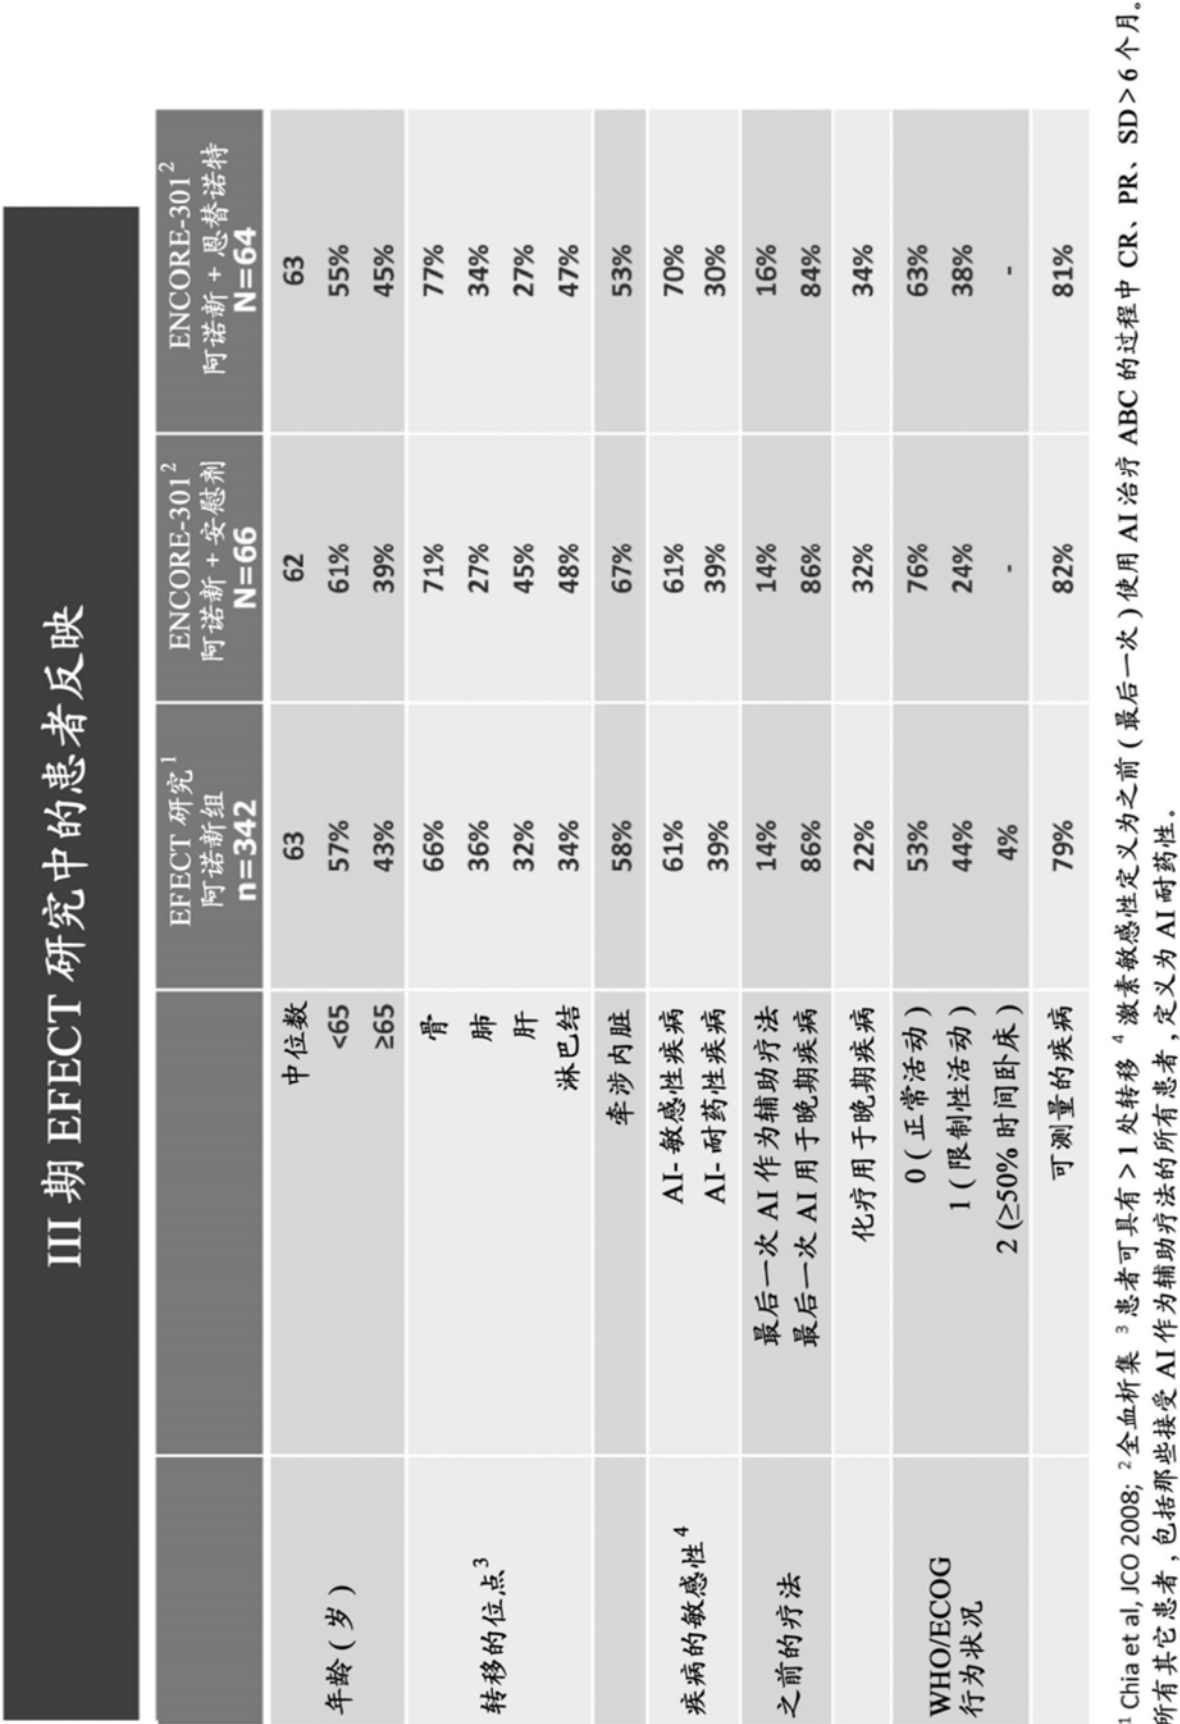 III 期 EFECT 研究中的患者反映
EFECT 研究1 ENCORE-3012 ENCORE-3012
阿诺新组 阿诺新 + 安慰剂 阿诺新 + 恩替诺特
n=342 N=66 N=64
中位数 63 62 63
年龄 ( 岁 ) <65 57% 61% 55%
≥65 43% 39% 45%
骨 66% 71% 77%
转移的位点3 肺 36% 27% 34%
肝 32% 45% 27%
淋巴结 34% 48% 47%
牵涉内脏 58% 67% 53%
疾病的敏感性4 AI- 敏感性疾病 61% 61% 70%
AI- 耐药性疾病 39% 39% 30%
之前的疗法 最后一次 AI 作为辅助疗法 14% 14% 16%
最后一次 AI 用于晚期疾病 86% 86% 84%
化疗用于晚期疾病 22% 32% 34%
WHO/ECOG 0 ( 正常活动 ) 53% 76% 63%
行为状况 1 ( 限制性活动 ) 44% 24% 38%
2 (≥50% 时间卧床 ) 4% - -
可测量的疾病 79% 82% 81%
1 Chia et al, JCO 2008; 2 全血析集 3 患者可具有 > 1 处转移 4 激素敏感性定义为之前 ( 最后一次 ) 使用 AI 治疗 ABC 的过程中 CR、PR、SD > 6 个月。
所有其它患者 , 包括那些接受 AI 作为辅助疗法的所有患者 , 定义为 AI 耐药性。